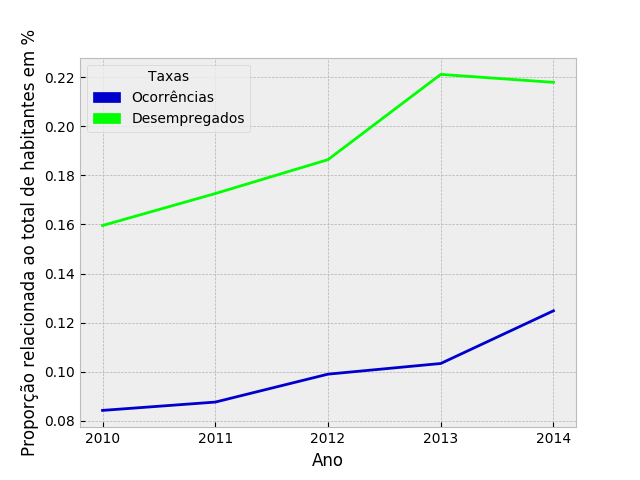 Proporção relacionada ao total de habitantes em %
0.22
0.20
0.18
0.16
0.14
0.12
0.10
0.08
Taxas
Ocorrências
Desempregados
2010 2011 2012 2013 2014
Ano